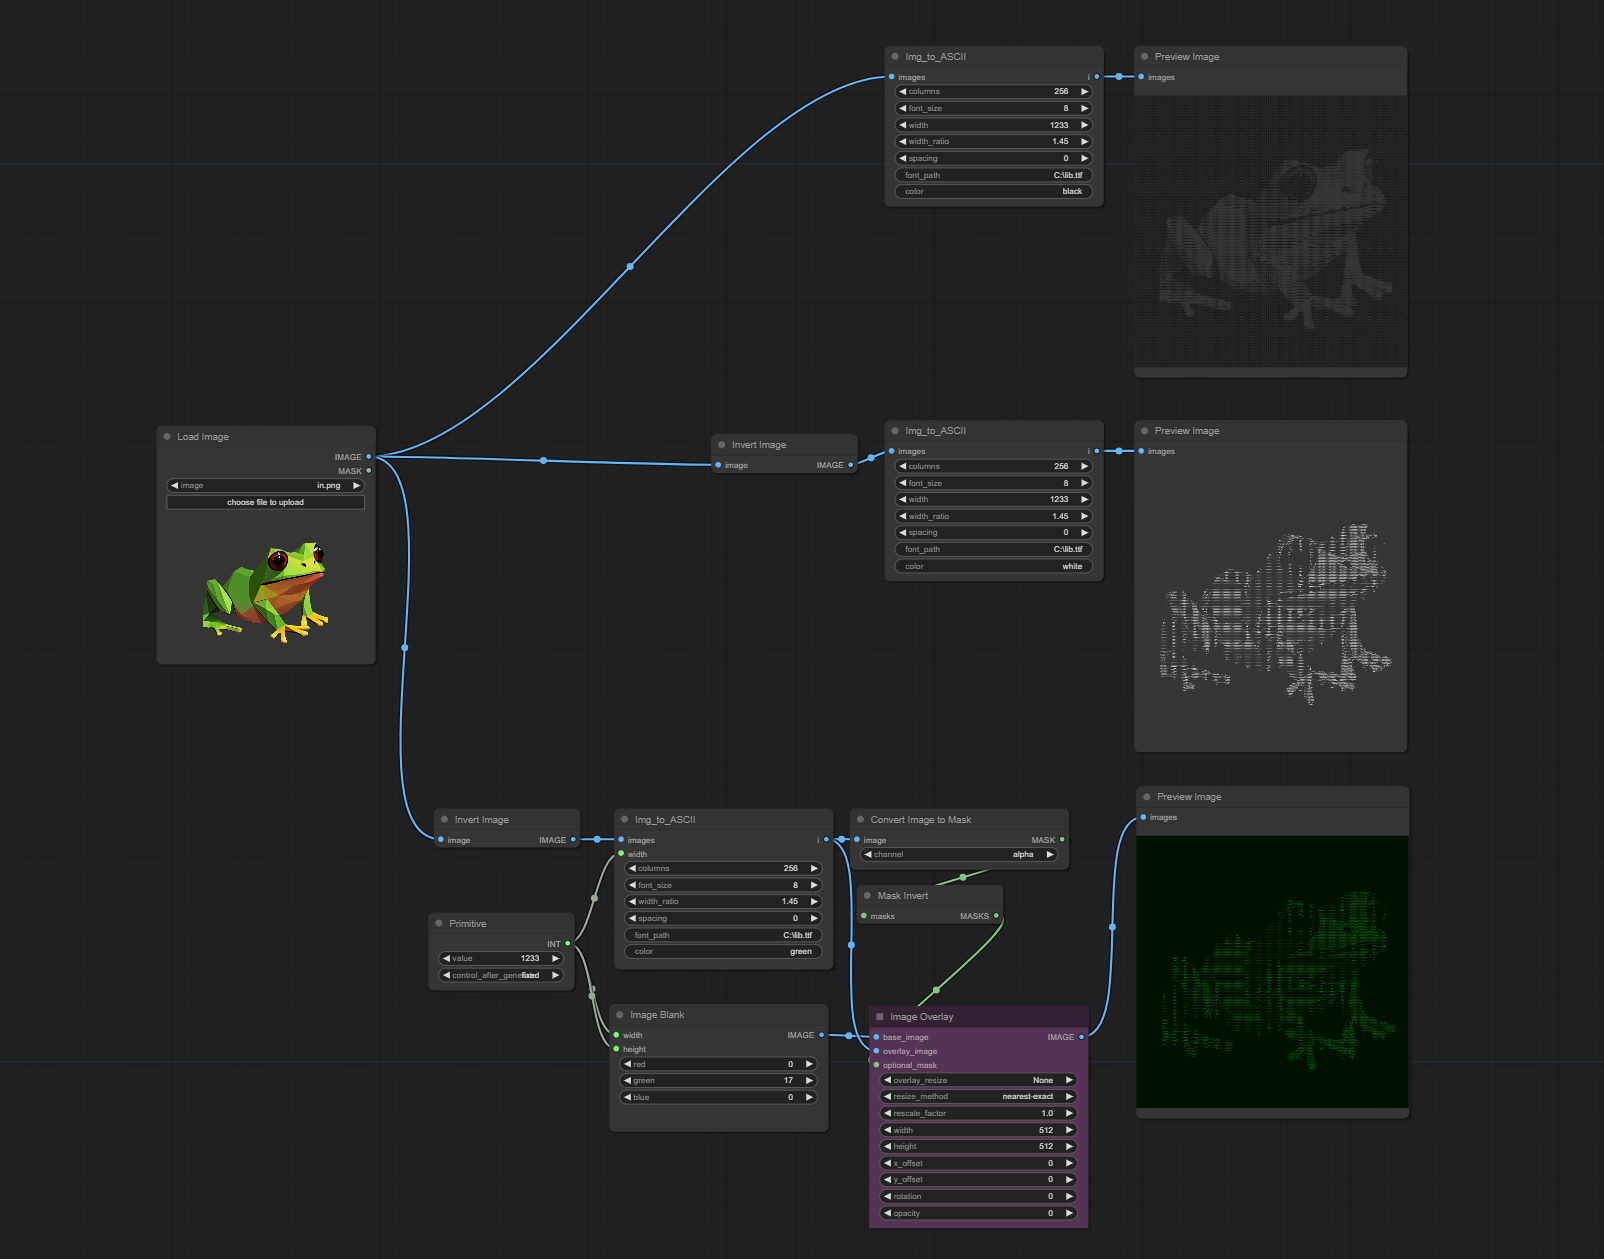 Img_to_ASCII
images i
columns 256
font_size 8
width 1233
width_ratio 1.45
spacing 0
font_path C:\lib.ttf
color black
Preview Image
images
Load Image
IMAGE
MASK
image in.png
choose file to upload
Invert Image
image IMAGE
Img_to_ASCII
images i
columns 256
font_size 8
width 1233
width_ratio 1.45
spacing 0
font_path C:\lib.ttf
color white
Preview Image
images
Invert Image
image IMAGE
Img_to_ASCII
images i
width
columns 256
font_size 8
width_ratio 1.45
spacing 0
font_path C:\lib.ttf
color green
Convert Image to Mask
image MASK
channel alpha
Mask Invert
masks MASKS
Preview Image
images
Primitive
INT
value 1233
control_after_gene fixed
Image Blank
width IMAGE
height
red 0
green 17
blue 0
Image Overlay
base_image IMAGE
overlay_image
optional_mask
overlay_resize None
resize_method nearest-exact
rescale_factor 1.0
width 512
height 512
x_offset 0
y_offset 0
rotation 0
opacity 0